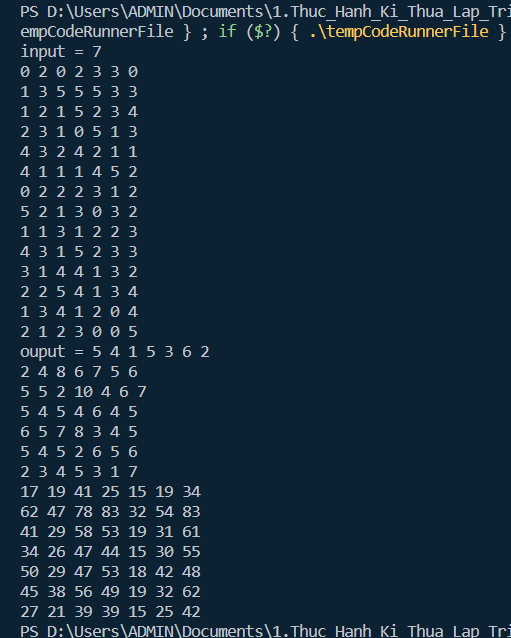 PS D:\Users\ADMIN\Documents\1.Thuc_Hanh_Ki_Thua_Lap_Tri
empCodeRunnerFile } ; if ($?) { .\tempCodeRunnerFile }
input = 7
0 2 0 2 3 3 0
1 3 5 5 5 3 3
1 2 1 5 2 3 4
2 3 1 0 5 1 3
4 3 2 4 2 1 1
4 1 1 1 4 5 2
0 2 2 2 3 1 2
5 2 1 3 0 3 2
1 1 3 1 2 2 3
4 3 1 5 2 3 3
3 1 4 4 1 3 2
2 2 5 4 1 3 4
1 3 4 1 2 0 4
2 1 2 3 0 0 5
ouput = 5 4 1 5 3 6 2
2 4 8 6 7 5 6
5 5 2 10 4 6 7
5 4 5 4 6 4 5
6 5 7 8 3 4 5
5 4 5 2 6 5 6
2 3 4 5 3 1 7
17 19 41 25 15 19 34
62 47 78 83 32 54 83
41 29 58 53 19 31 61
34 26 47 44 15 30 55
50 29 47 53 18 42 48
45 38 56 49 19 32 62
27 21 39 39 15 25 42
PS D:\Users\ADMIN\Documents\1.Thuc_Hanh_Ki_Thua_Lap_Tri